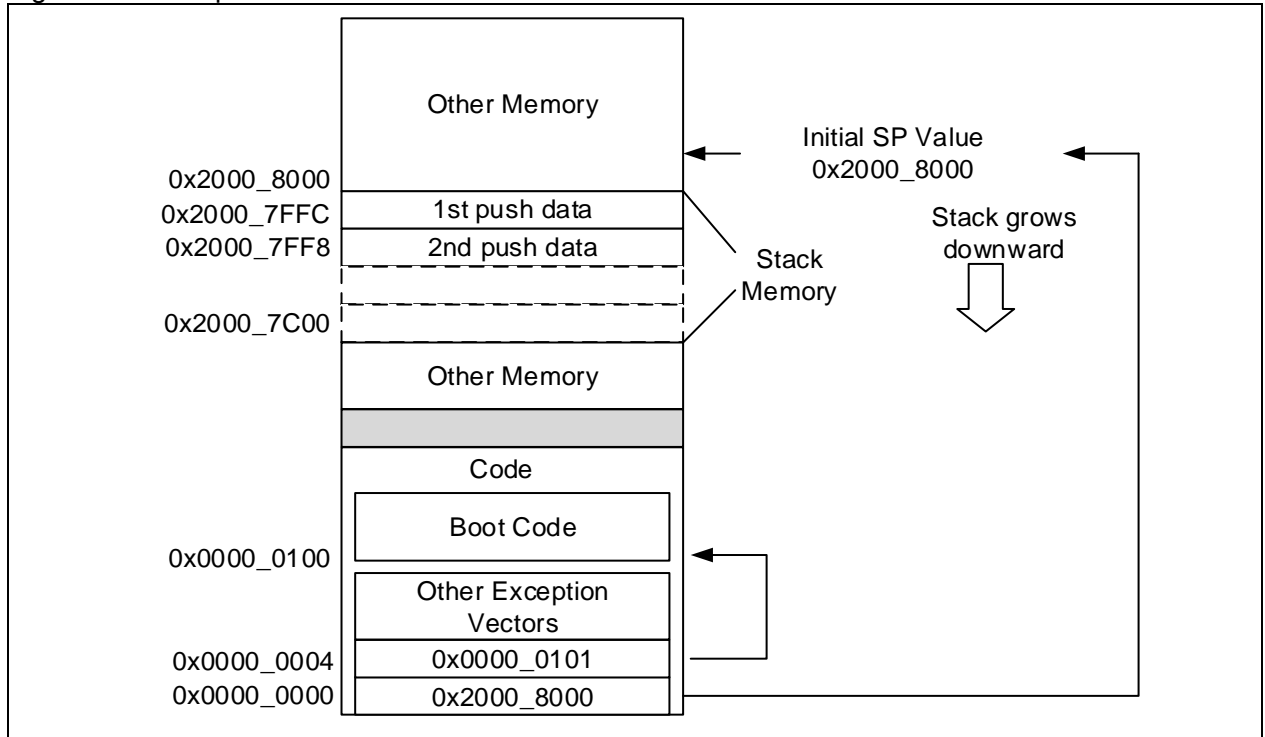 Other Memory
Initial SP Value
0x2000_8000
0x2000_8000
0x2000_7FFC
1st push data
Stack grows
downward
0x2000_7FF8
2nd push data
Stack
Memory
0x2000_7C00
Other Memory
Code
Boot Code
0x0000_0100
Other Exception
Vectors
0x0000_0004
0x0000_0101
0x0000_0000
0x2000_8000